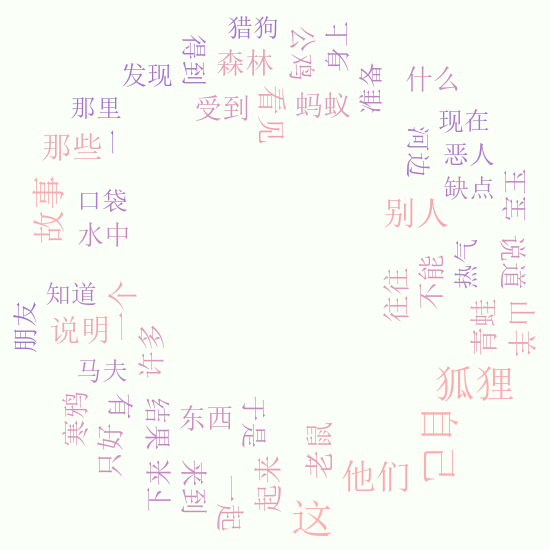 猎狗
得到
公鸡
上身
发现
森林
什么
看见
准备
受到
蚂蚁
那里
现在
一
那些
河边
恶人
故事
口袋
缺点
王宝
别人
水中
说道
热气
不能
往往
知道
一个
朋友
青蛙
山羊
说明
许多
马夫
狐狸
寒鸦
有
只好
结果
东西
于是
自己
老鼠
下来
来到
一起
起来
他们
这